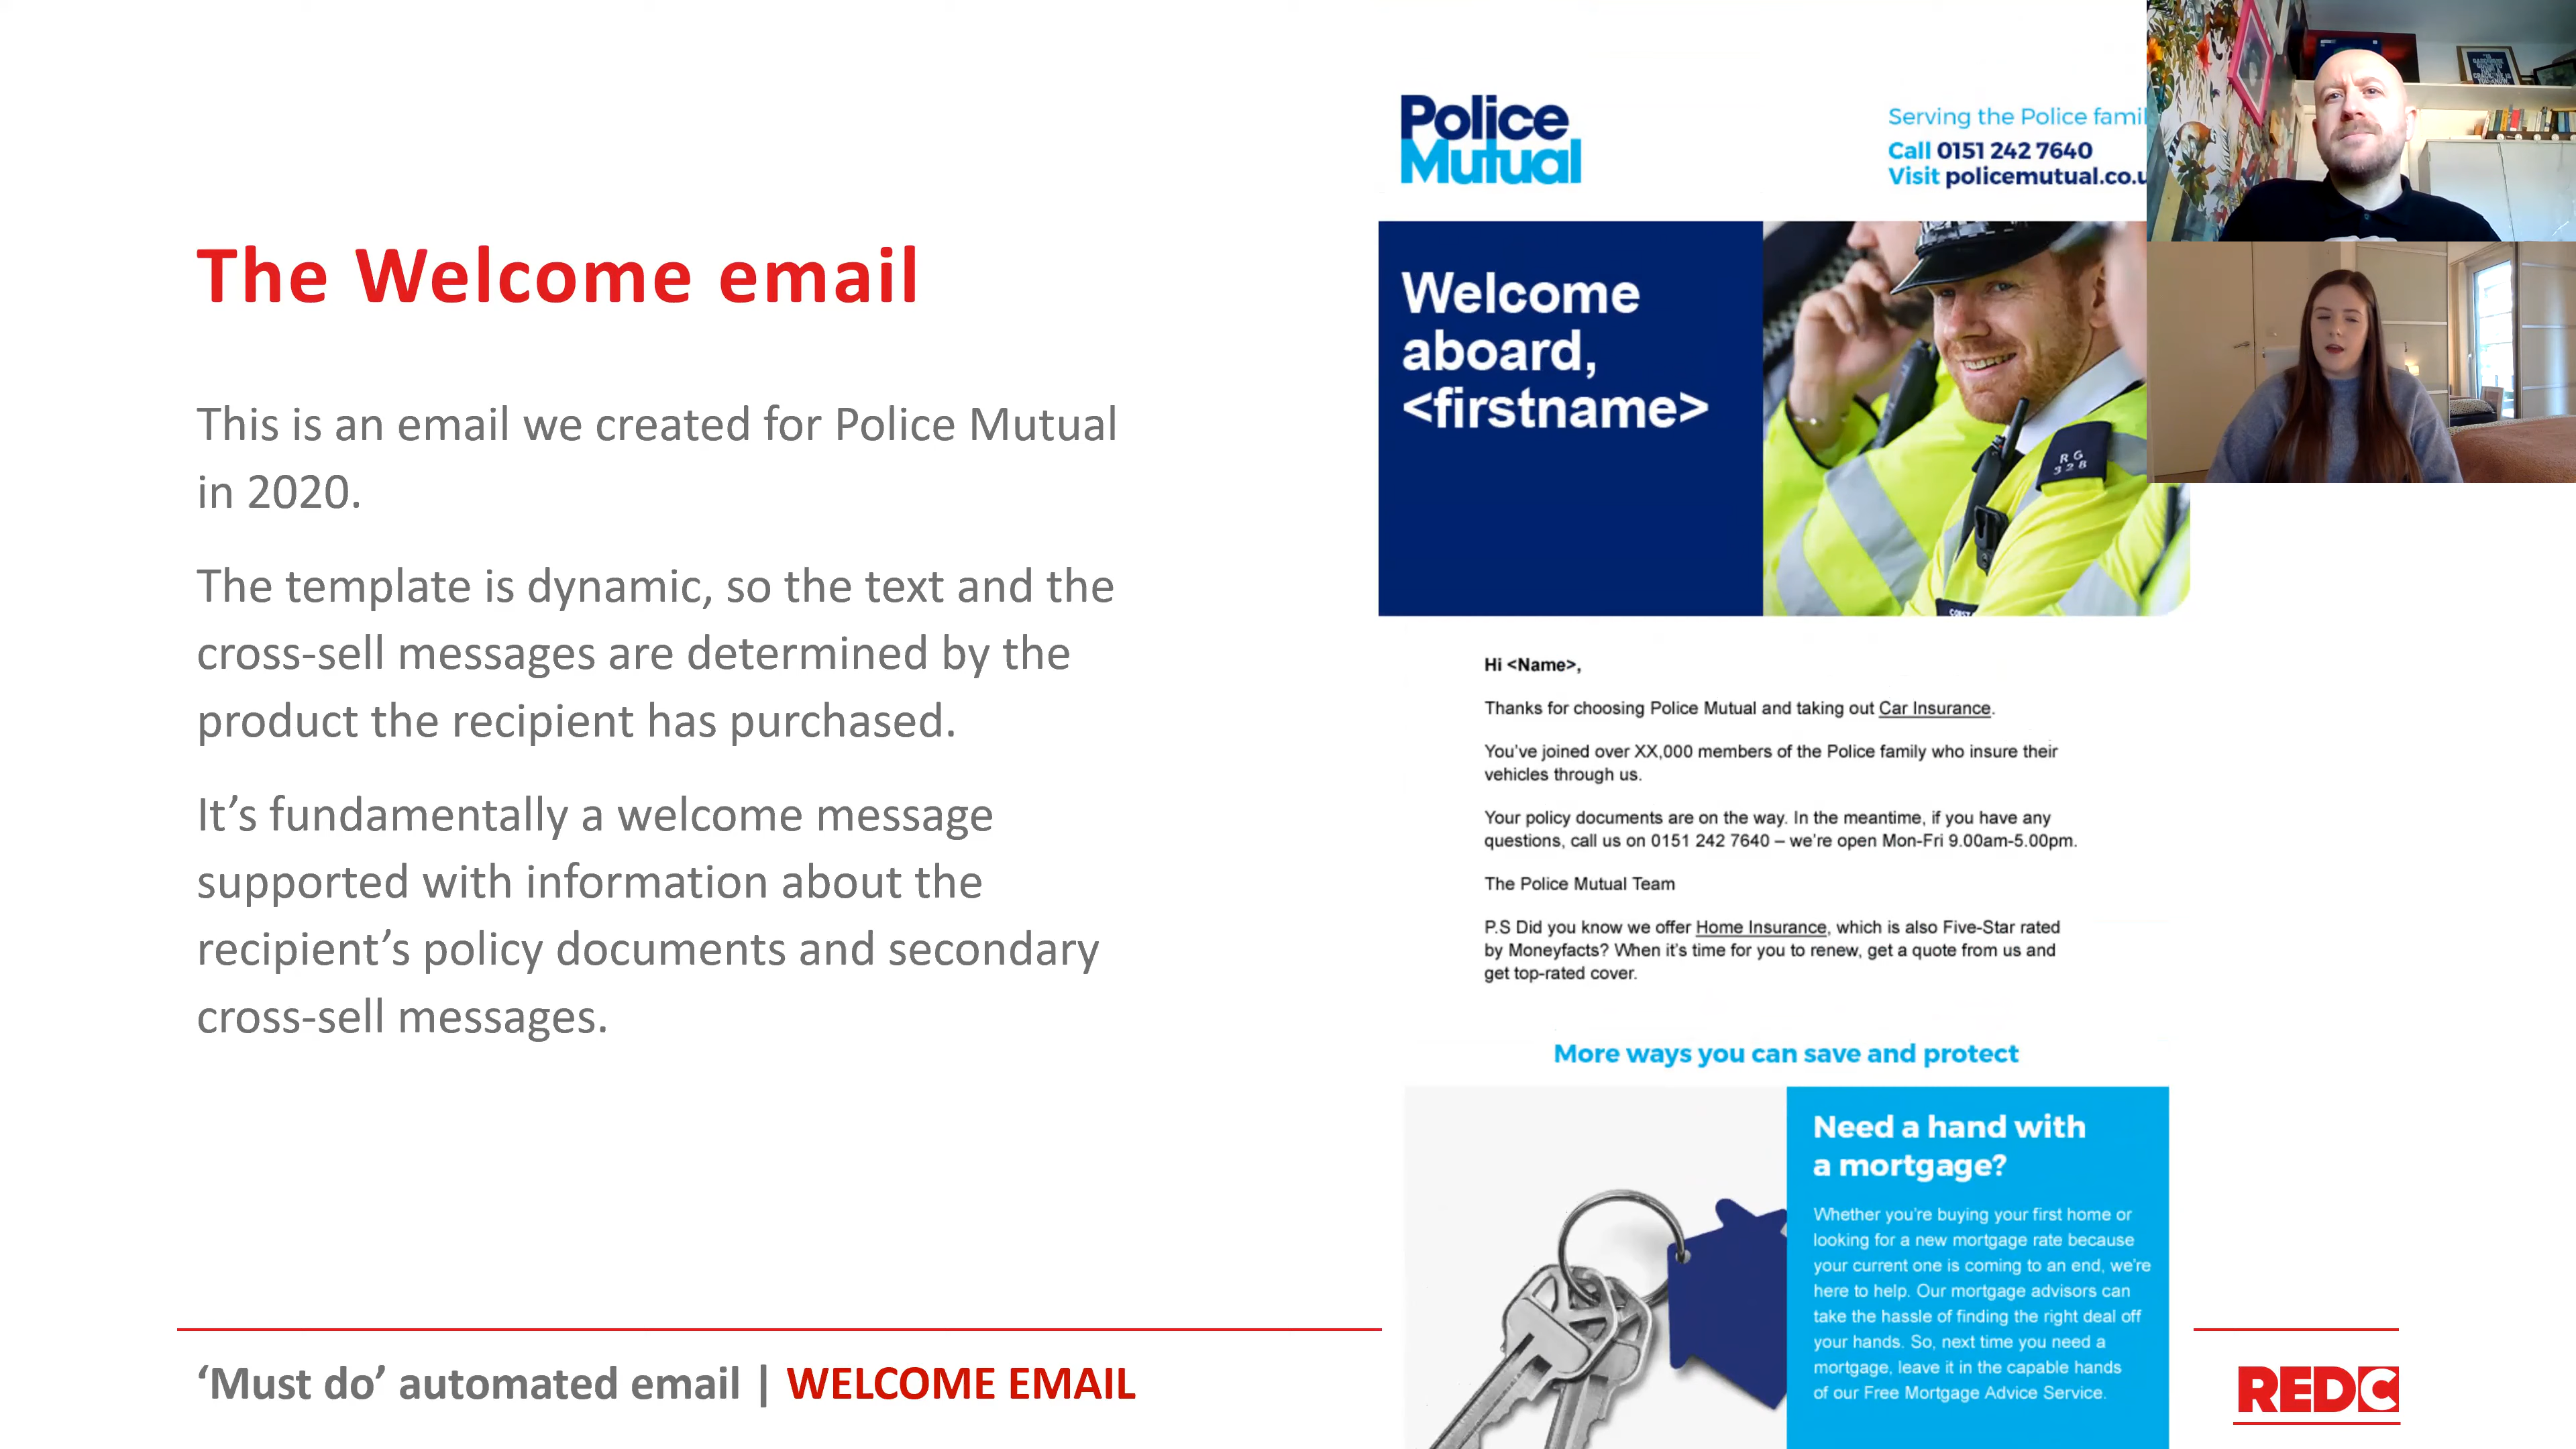 The Welcome email
This is an email we created for Police Mutual
in 2020.
The template is dynamic, so the text and the
cross-sell messages are determined by the
product the recipient has purchased.
It’s fundamentally a welcome message
supported with information about the
recipient’s policy documents and secondary
cross-sell messages.
‘Must do’ automated email | WELCOME EMAIL
Police
Mutual
Serving the Police
Call 0151 242 7640
Visit policemutual.co.u
Welcome
aboard,
<firstname>
RG
328
Hi <Name>,
Thanks for choosing Police Mutual and taking out Car Insurance.
You’ve joined over XX,000 members of the Police family who insure their
vehicles through us.
Your policy documents are on the way. In the meantime, if you have any
questions, call us on 0151 242 7640 – we’re open Mon-Fri 9.00am-5.00pm.
The Police Mutual Team
P.S Did you know we offer Home Insurance, which is also Five-Star rated
by Moneyfacts? When it’s time for you to renew, get a quote from us and
get top-rated cover.
More ways you can save and protect
Need a hand with
a mortgage?
Whether you’re buying your first home or
looking for a new mortgage rate because
your current one is coming to an end, we’re
here to help. Our mortgage advisors can
take the hassle of finding the right deal off
your hands. So, next time you need a
mortgage, leave it in the capable hands
of our Free Mortgage Advice Service.
REDC